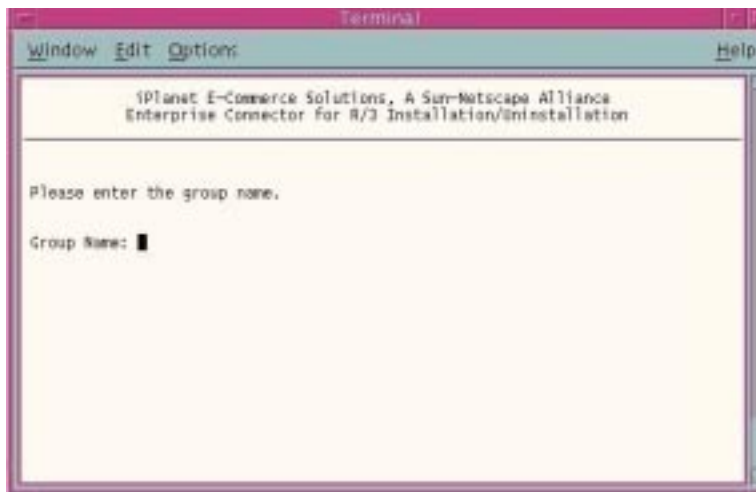 Terminal
Window Edit Options Help
iPlanet E-Commerce Solutions, A Sun-Netscape Alliance
Enterprise Connector for R/3 Installation/Uninstallation
Please enter the group name.
Group Name: